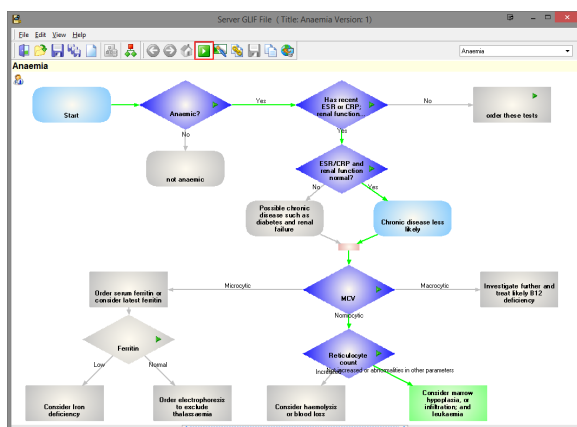 Server GLIF File ( Title: Anaemia Version: 1)
File Edit View Help
Anaemia
Anaemia
Start
Anaemic?
Yes
No
not anaemic
Has recent
ESR or CRP;
renal function...
No
order these tests
Yes
ESR/CRP and
renal function
normal?
No
Yes
Possible chronic
disease such as
diabetes and renal
failure
Chronic disease less
likely
MCV
Microcytic
Macrocytic
Normocytic
Order serum ferritin or
consider latest ferritin
Investigate further and
treat likely B12
deficiency
Ferritin
Low
Normal
Reticulocyte
count
Increased
Not increased or abnormalities in other parameters
Consider Iron
deficiency
Order electrophoresis
to exclude
thalassaemia
Consider haemolysis
or blood loss
Consider marrow
hypoplasia, or
infiltration; and
leukaemia